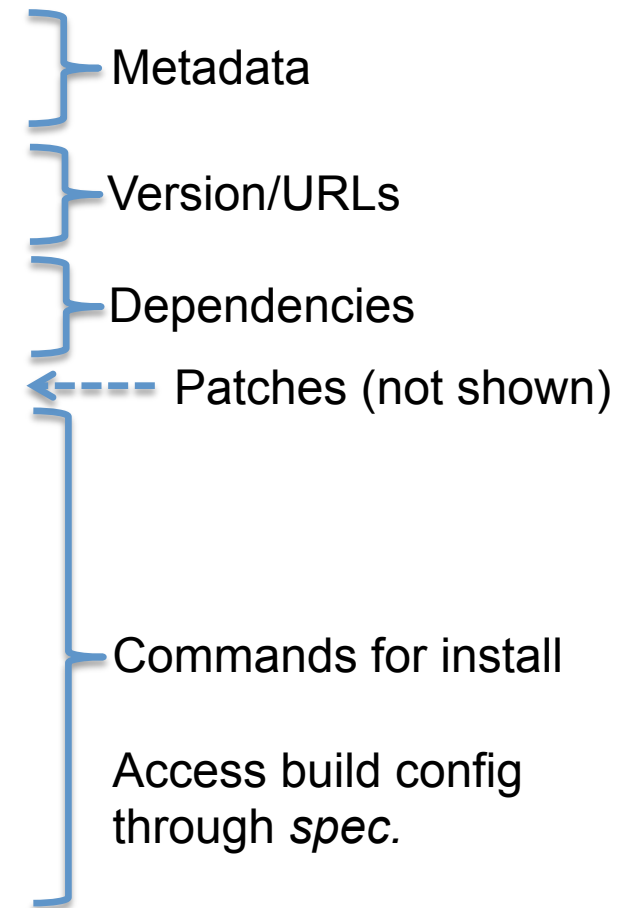 Metadata
Version/URLs
Dependencies
Patches (not shown)
Commands for install
Access build config
through spec.